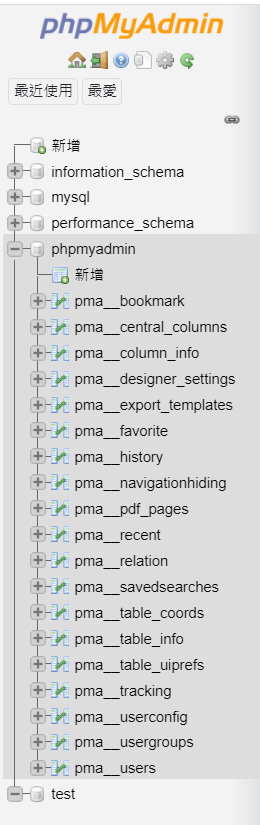 phpMyAdmin
最近使用 最愛
新增
information_schema
mysql
performance_schema
phpmyadmin
新增
pma__bookmark
pma__central_columns
pma__column_info
pma__designer_settings
pma__export_templates
pma__favorite
pma__history
pma__navigationhiding
pma__pdf_pages
pma__recent
pma__relation
pma__savedsearches
pma__table_coords
pma__table_info
pma__table_uiprefs
pma__tracking
pma__userconfig
pma__usergroups
pma__users
test